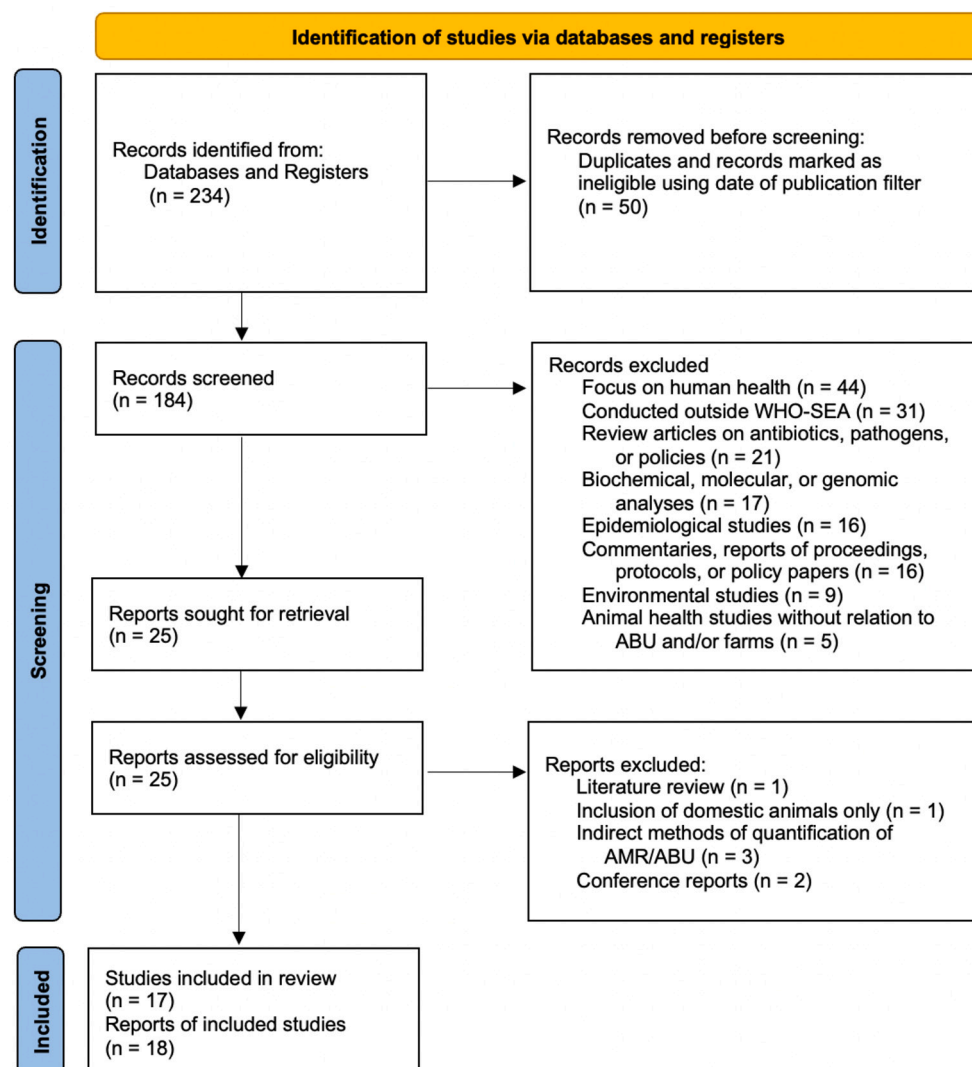 Identification of studies via databases and registers
Identification
Records identified from:
Databases and Registers
(n = 234)
Records removed before screening:
Duplicates and records marked as
ineligible using date of publication filter
(n = 50)
Screening
Records screened
(n = 184)
Records excluded
Focus on human health (n = 44)
Conducted outside WHO-SEA (n = 31)
Review articles on antibiotics, pathogens,
or policies (n = 21)
Biochemical, molecular, or genomic
analyses (n = 17)
Epidemiological studies (n = 16)
Commentaries, reports of proceedings,
protocols, or policy papers (n = 16)
Environmental studies (n = 9)
Animal health studies without relation to
ABU and/or farms (n = 5)
Reports sought for retrieval
(n = 25)
Reports assessed for eligibility
(n = 25)
Reports excluded:
Literature review (n = 1)
Inclusion of domestic animals only (n = 1)
Indirect methods of quantification of
AMR/ABU (n = 3)
Conference reports (n = 2)
Included
Studies included in review
(n = 17)
Reports of included studies
(n = 18)